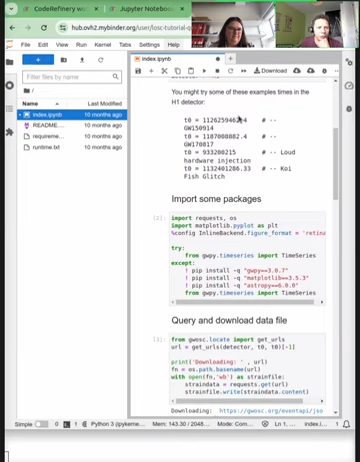 CodeRefinery wo
Jupyter Noteboo
hub.ovh2.mybinder.org/user/losc-tutorial-q
File Edit View Run Kernel Tabs Settings Help
index.ipynb
Download
Filter files by name
/
Name Last Modified
index.ipynb 10 months ago
README.... 10 months ago
requireme... 10 months ago
runtime.txt 10 months ago
You might try some of these examples times in the
H1 detector:
t0 = 1126259462.4 # --
GW150914
t0 = 1187008882.4 # --
GW170817
t0 = 933200215 # -- Loud
hardware injection
t0 = 1132401286.33 # -- Koi
Fish Glitch
Import some packages
[2]: import requests, os
import matplotlib.pyplot as plt
%config InlineBackend.figure_format = 'retina
try:
from gwpy.timeseries import TimeSeries
except:
! pip install -q "gwpy==3.0.7"
! pip install -q "matplotlib==3.5.3"
! pip install -q "astropy==6.0.0"
from gwpy.timeseries import TimeSeries
Query and download data file
[3]: from gwosc.locate import get_urls
url = get_urls(detector, t0, t0)[-1]
print('Downloading: ' , url)
fn = os.path.basename(url)
with open(fn,'wb') as strainfile:
straindata = requests.get(url)
strainfile.write(straindata.content)
Downloading: https://gwosc.org/eventapi/jso
Simple 0 1 Python 3 (ipykerne... Mem: 143.30 / 2048... Mode: Com... Ln 1, ... index.i... 1